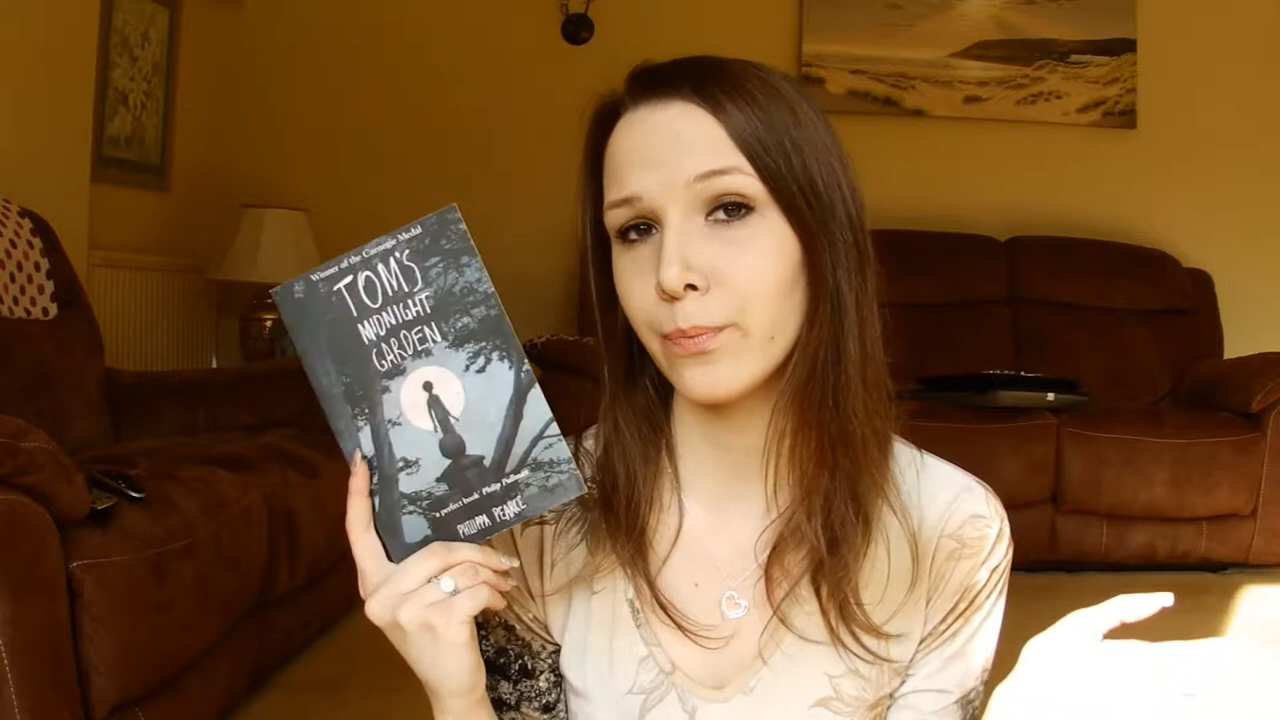 Winner of the Carnegie Medal
TOM'S
MIDNIGHT
GARDEN
'a perfect book' Philip Pullman
PHILIPPA PEARCE